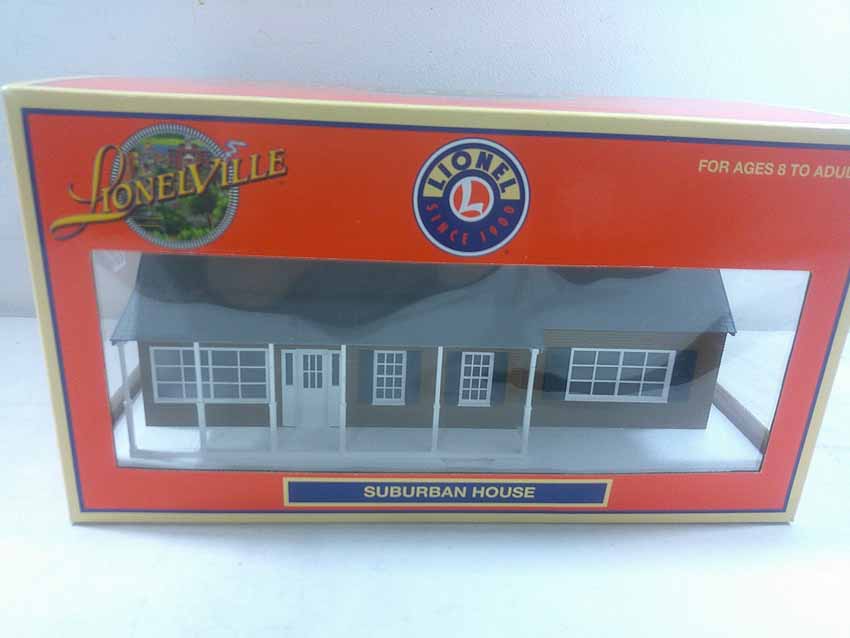 LIONELVILLE
LIONEL
L
SINCE 1900
FOR AGES 8 TO ADUL
SUBURBAN HOUSE